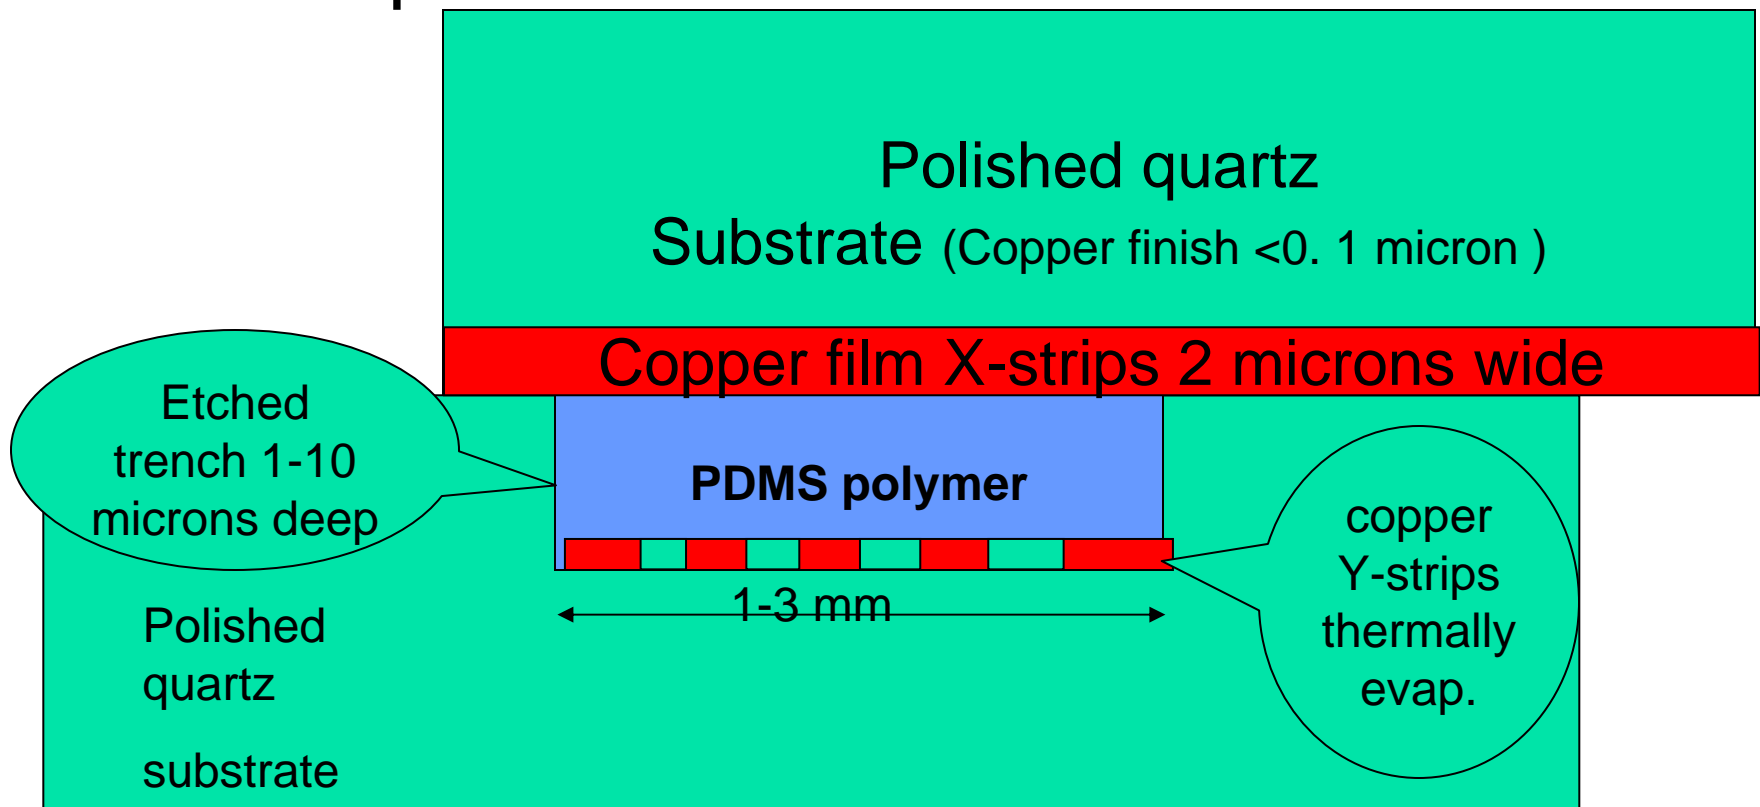 Polished quartz
Substrate (Copper finish <0. 1 micron )
Copper film X-strips 2 microns wide
Etched
trench 1-10
microns deep
PDMS polymer
copper
Y-strips
thermally
evap.
1-3 mm
Polished
quartz
substrate